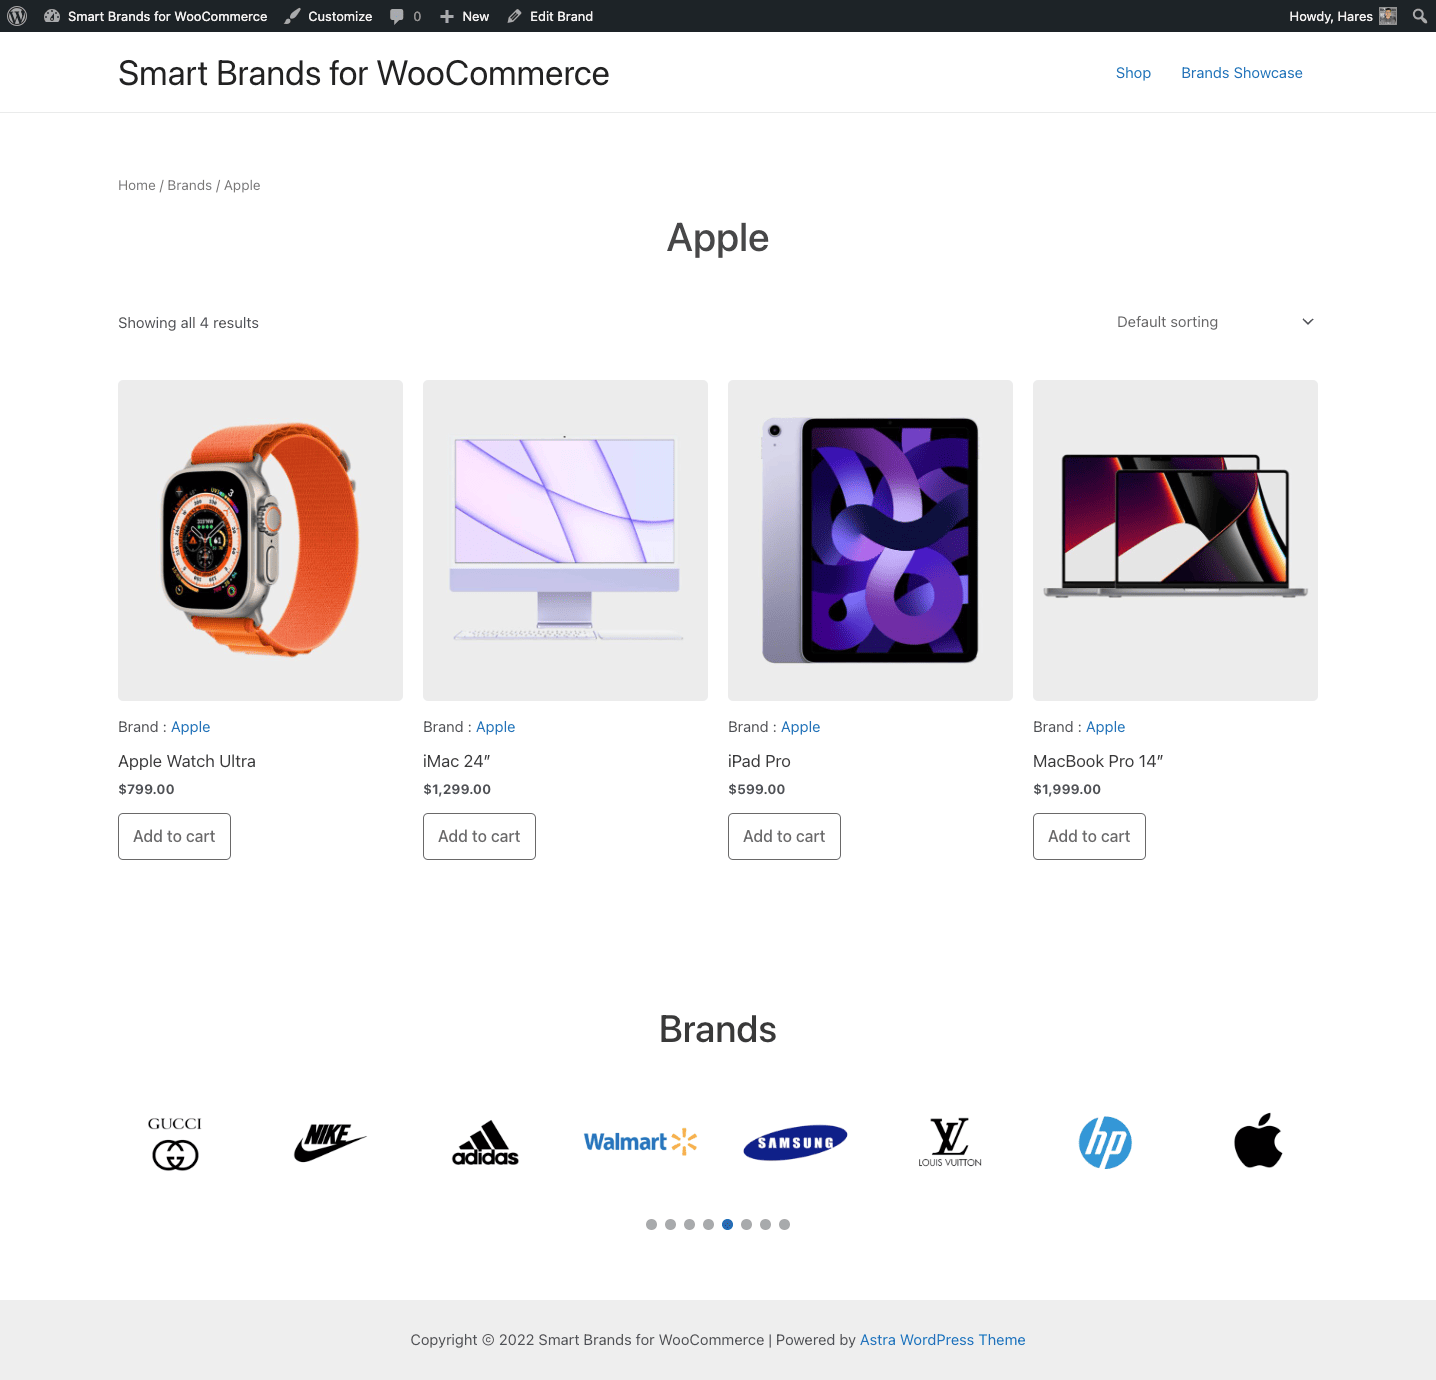 Smart Brands for WooCommerce Customize 0 New Edit Brand Howdy, Hares
Smart Brands for WooCommerce
Shop Brands Showcase
Home / Brands / Apple
Apple
Showing all 4 results
Default sorting
Brand : Apple
Apple Watch Ultra
$799.00
Add to cart
Brand : Apple
iMac 24”
$1,299.00
Add to cart
Brand : Apple
iPad Pro
$599.00
Add to cart
Brand : Apple
MacBook Pro 14”
$1,999.00
Add to cart
Brands
GUCCI
NIKE
adidas
Walmart
SAMSUNG
LOUIS VUITTON
hp
Copyright © 2022 Smart Brands for WooCommerce | Powered by Astra WordPress Theme